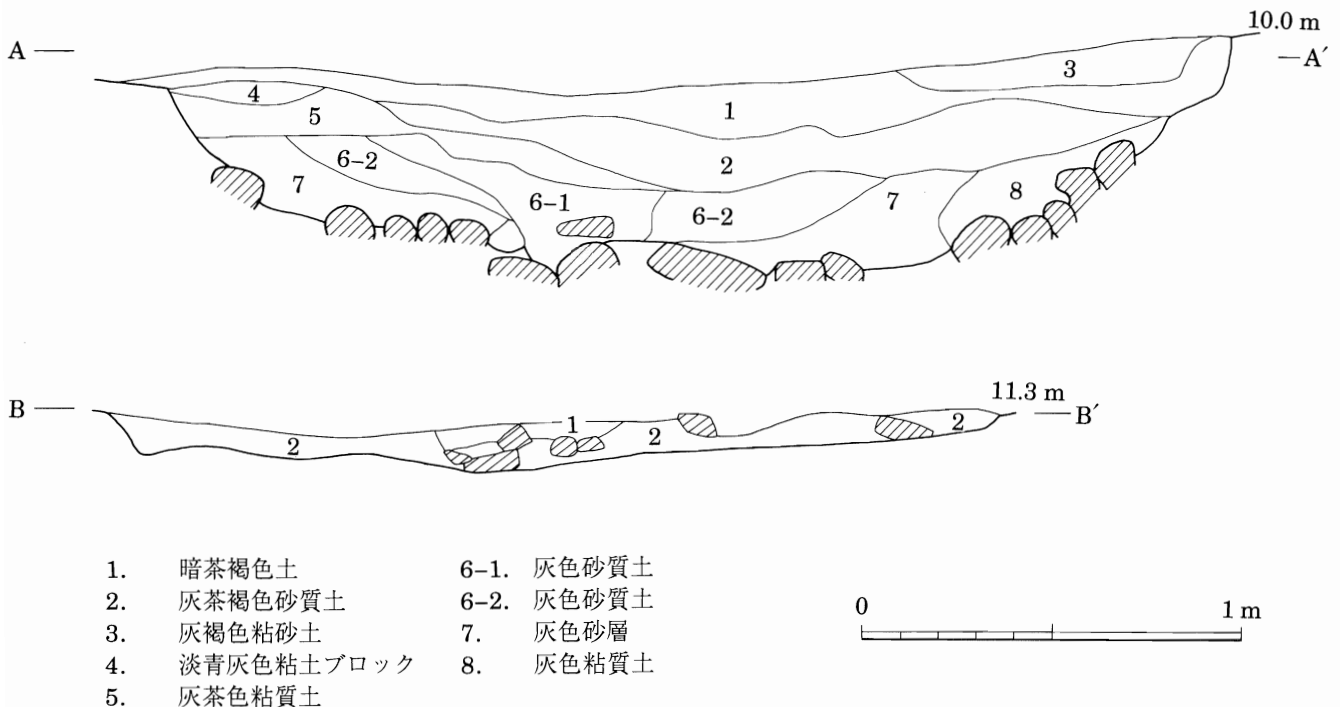 10.0 m
A
A′
3
4
1
5
2
6-2
7
8
6-1
6-2
7
11.3 m
B
B′
1
2
2
2
1. 暗茶褐色土
2. 灰茶褐色砂質土
3. 灰褐色粘砂土
4. 淡青灰色粘土ブロック
5. 灰茶色粘質土
6-1. 灰色砂質土
6-2. 灰色砂質土
7. 灰色砂層
8. 灰色粘質土
0 1 m